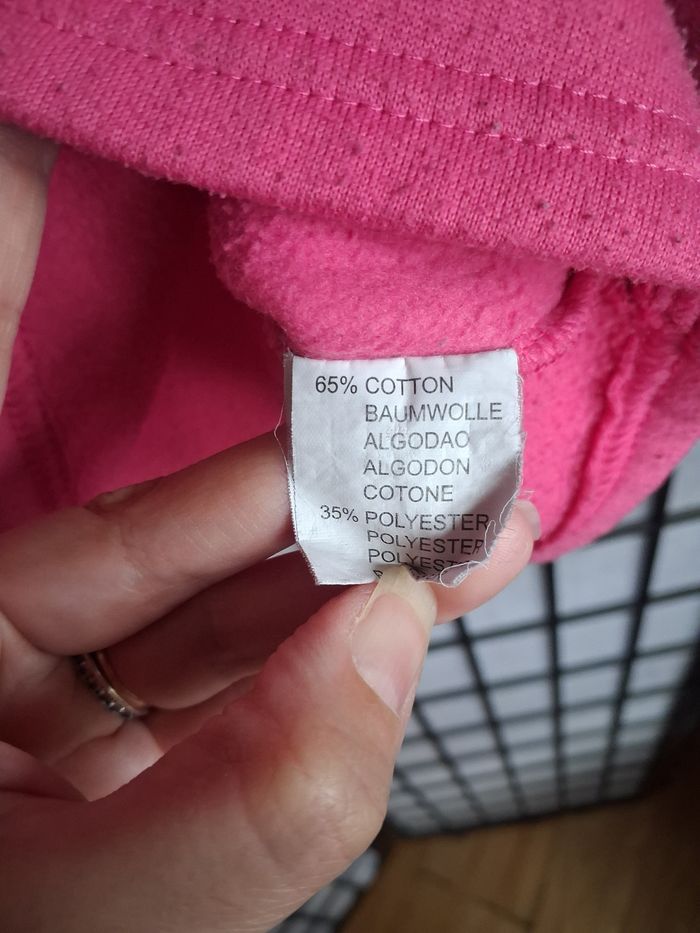 65% COTTON
BAUMWOLLE
ALGODAO
ALGODON
COTONE
35% POLYESTER
POLYESTER